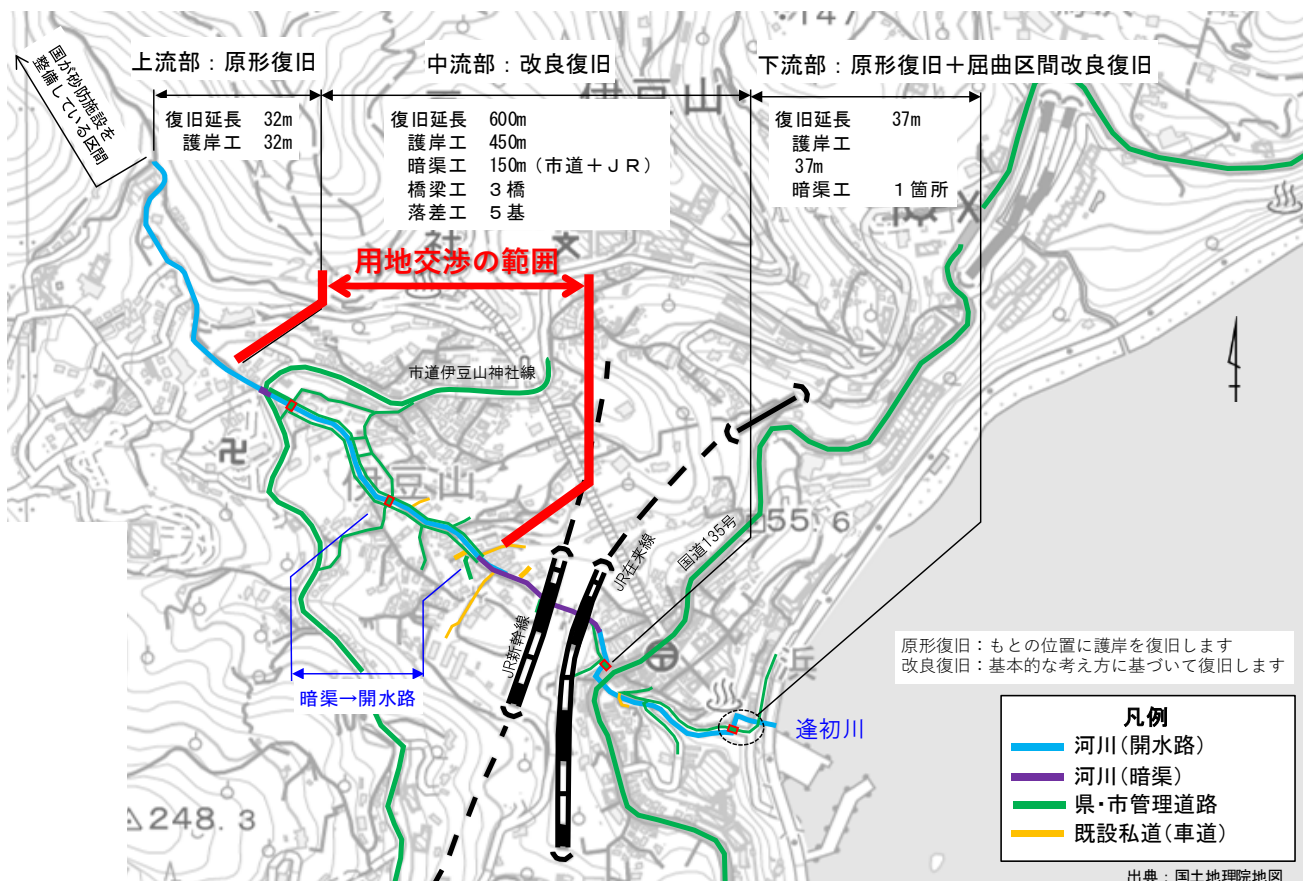 147
国が砂防施設を
整備している区間
上流部：原形復旧
中流部：改良復旧
下流部：原形復旧＋屈曲区間改良復旧
復旧延長 32m
護岸工 32m
復旧延長 600m
護岸工 450m
暗渠工 150m（市道＋ＪＲ）
橋梁工 ３橋
落差工 ５基
復旧延長 37m
護岸工
37m
暗渠工 １箇所
伊豆山
社
用地交渉の範囲
市道伊豆山神社線
伊豆山
55.6
国道135号
JR在来線
JR新幹線
暗渠→開水路
浜
逢初川
248.3
原形復旧：もとの位置に護岸を復旧します
改良復旧：基本的な考え方に基づいて復旧します
凡例
河川（開水路）
河川（暗渠）
県・市管理道路
既設私道（車道）
出典：国土地理院地図